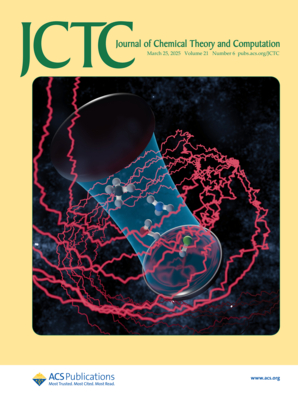 JCTC
Journal of Chemical Theory and Computation
March 25, 2025 Volume 21 Number 6 pubs.acs.org/JCTC
ACS Publications
Most Trusted. Most Cited. Most Read.
www.acs.org